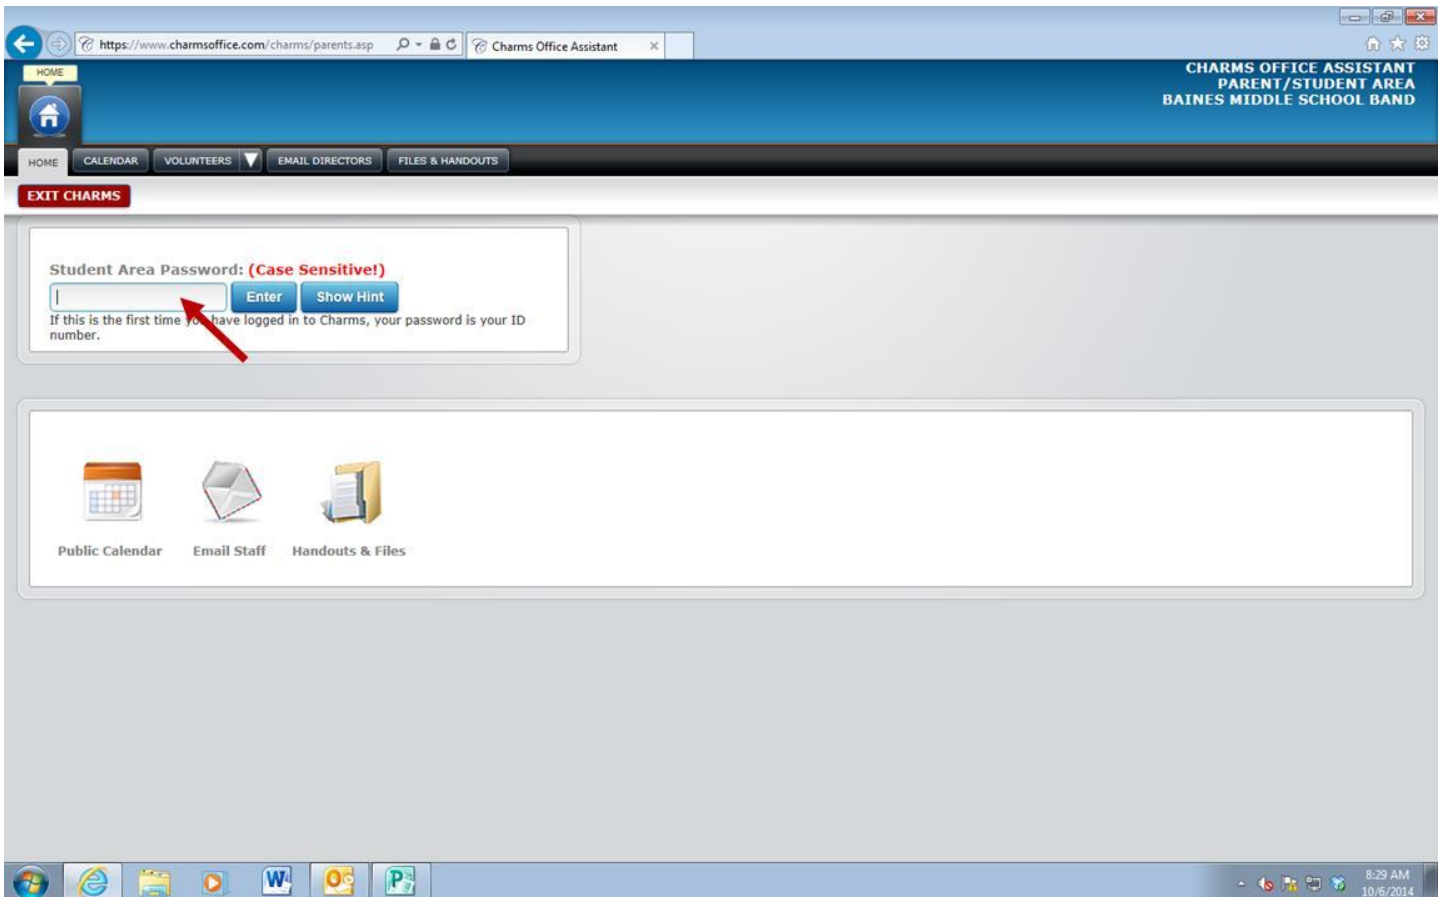 https://www.charmsoffice.com/charms/parents.asp
Charms Office Assistant
HOME
CHARMS OFFICE ASSISTANT
PARENT/STUDENT AREA
BAINES MIDDLE SCHOOL BAND
HOME
CALENDAR
VOLUNTEERS
EMAIL DIRECTORS
FILES & HANDOUTS
EXIT CHARMS
Student Area Password: (Case Sensitive!)
Enter
Show Hint
If this is the first time you have logged in to Charms, your password is your ID
number.
Public Calendar
Email Staff
Handouts & Files
8:29 AM
10/6/2014